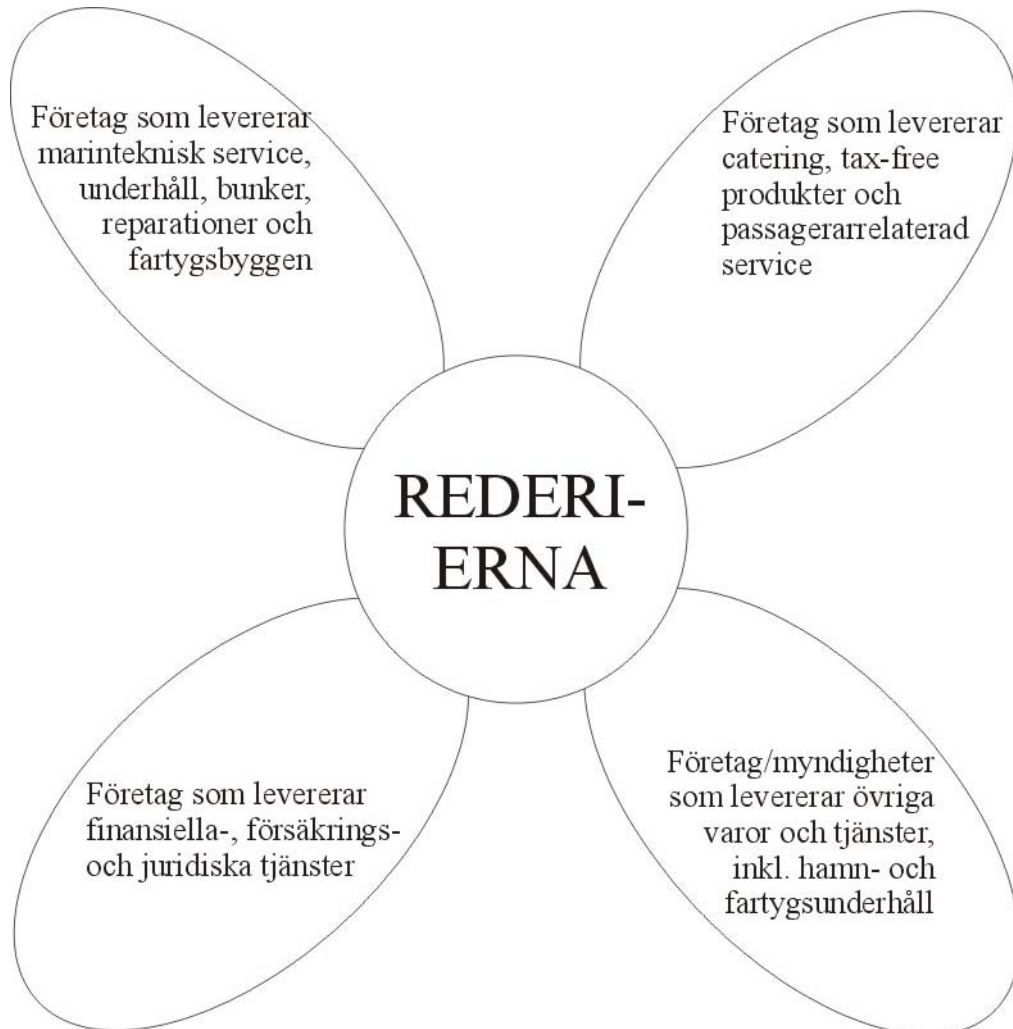 Företag som levererar
marinteknisk service,
underhåll, bunker,
reparationer och
fartygsbyggen
Företag som levererar
catering, tax-free
produkter och
passagerarrelaterad
service
REDERI-
ERNA
Företag som levererar
finansiella-, försäkrings-
och juridiska tjänster
Företag/myndigheter
som levererar övriga
varor och tjänster,
inkl. hamn- och
fartygsunderhåll